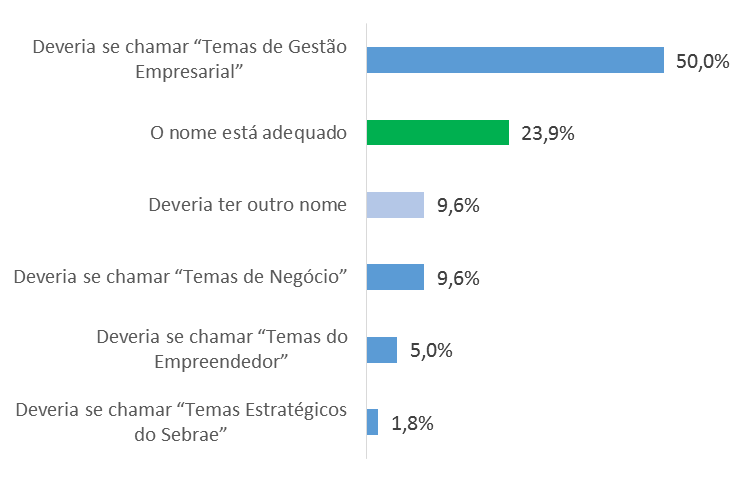 Deveria se chamar “Temas de Gestão
Empresarial”
50,0%
O nome está adequado
23,9%
Deveria ter outro nome
9,6%
Deveria se chamar “Temas de Negócio”
9,6%
Deveria se chamar “Temas do
Empreendedor”
5,0%
Deveria se chamar “Temas Estratégicos
do Sebrae”
1,8%